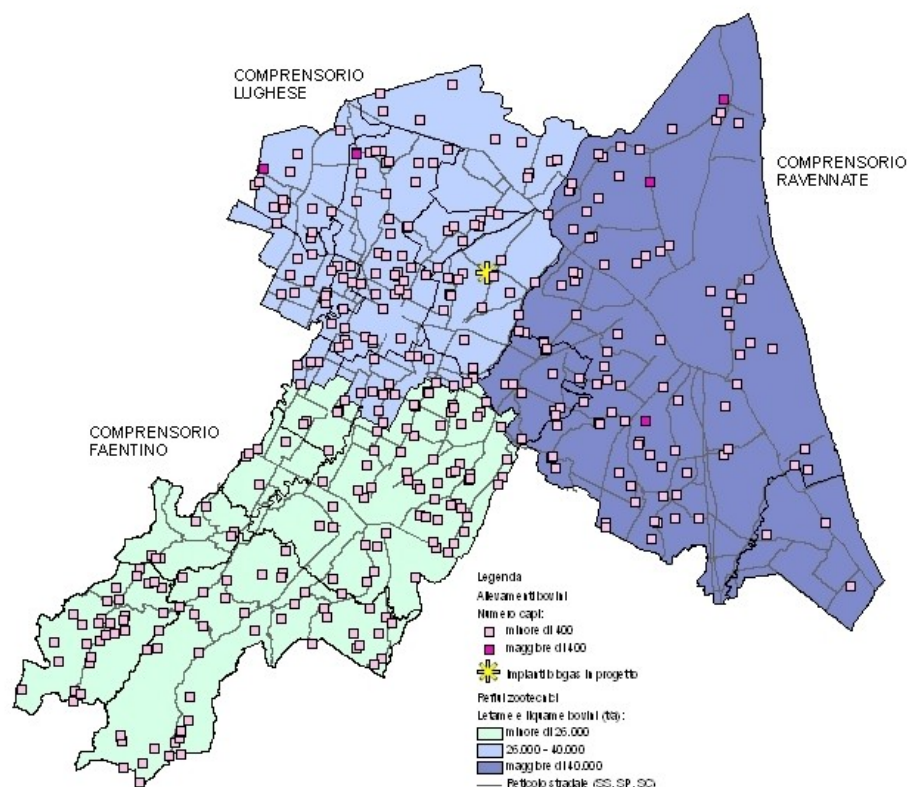 COMPRENSORIO
LUGHESE
COMPRENSORIO
RAVENNATE
COMPRENSORIO
FAENTINO
Legenda
Allevamenti bovini
Numero capi:
minore di 400
maggiore di 400
Impianti biogas in progetto
Reflui zootecnici
Letame e liquame bovini (t/a):
minore di 26.000
26.000 - 40.000
maggiore di 40.000
Reticolo stradale (SS, SP, SC)